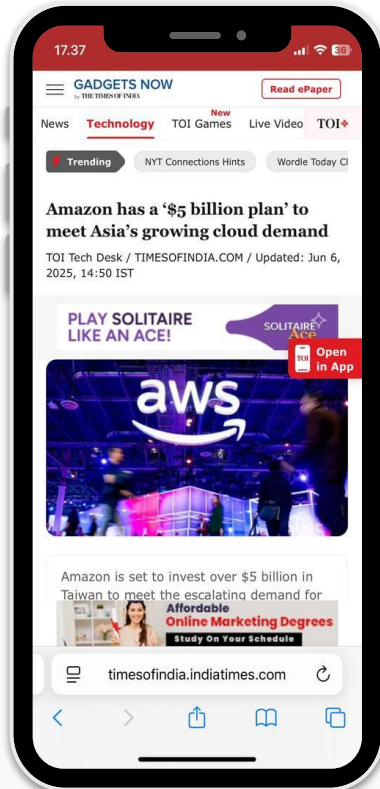 17.37
36
GADGETS NOW
by THE TIMES OF INDIA
Read ePaper
New
News Technology TOI Games Live Video TOI+
Trending NYT Connections Hints Wordle Today Cl
Amazon has a ‘$5 billion plan’ to
meet Asia’s growing cloud demand
TOI Tech Desk / TIMESOFINDIA.COM / Updated: Jun 6,
2025, 14:50 IST
PLAY SOLITAIRE
LIKE AN ACE!
SOLITAIRE
Ace
TOI
Open
in App
aws
Amazon is set to invest over $5 billion in
Taiwan to meet the escalating demand for
Affordable
Online Marketing Degrees
Study On Your Schedule
timesofindia.indiatimes.com